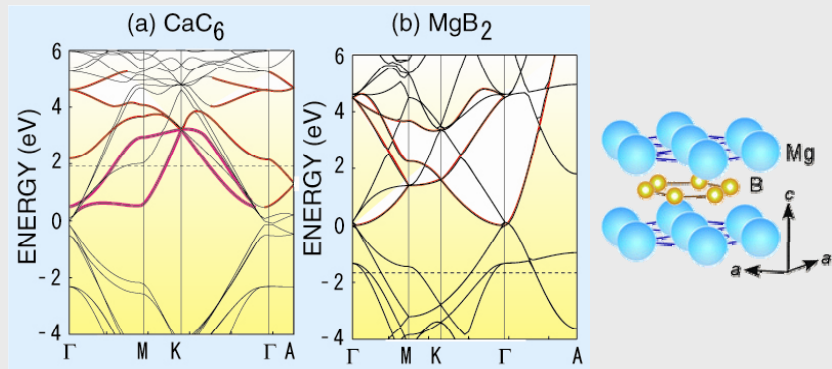 (a) CaC6
(b) MgB2
ENERGY (eV)
6
4
2
0
-2
-4
Γ M K Γ A
ENERGY (eV)
6
4
2
0
-2
-4
Γ M K Γ A
Mg
B
c
a
a